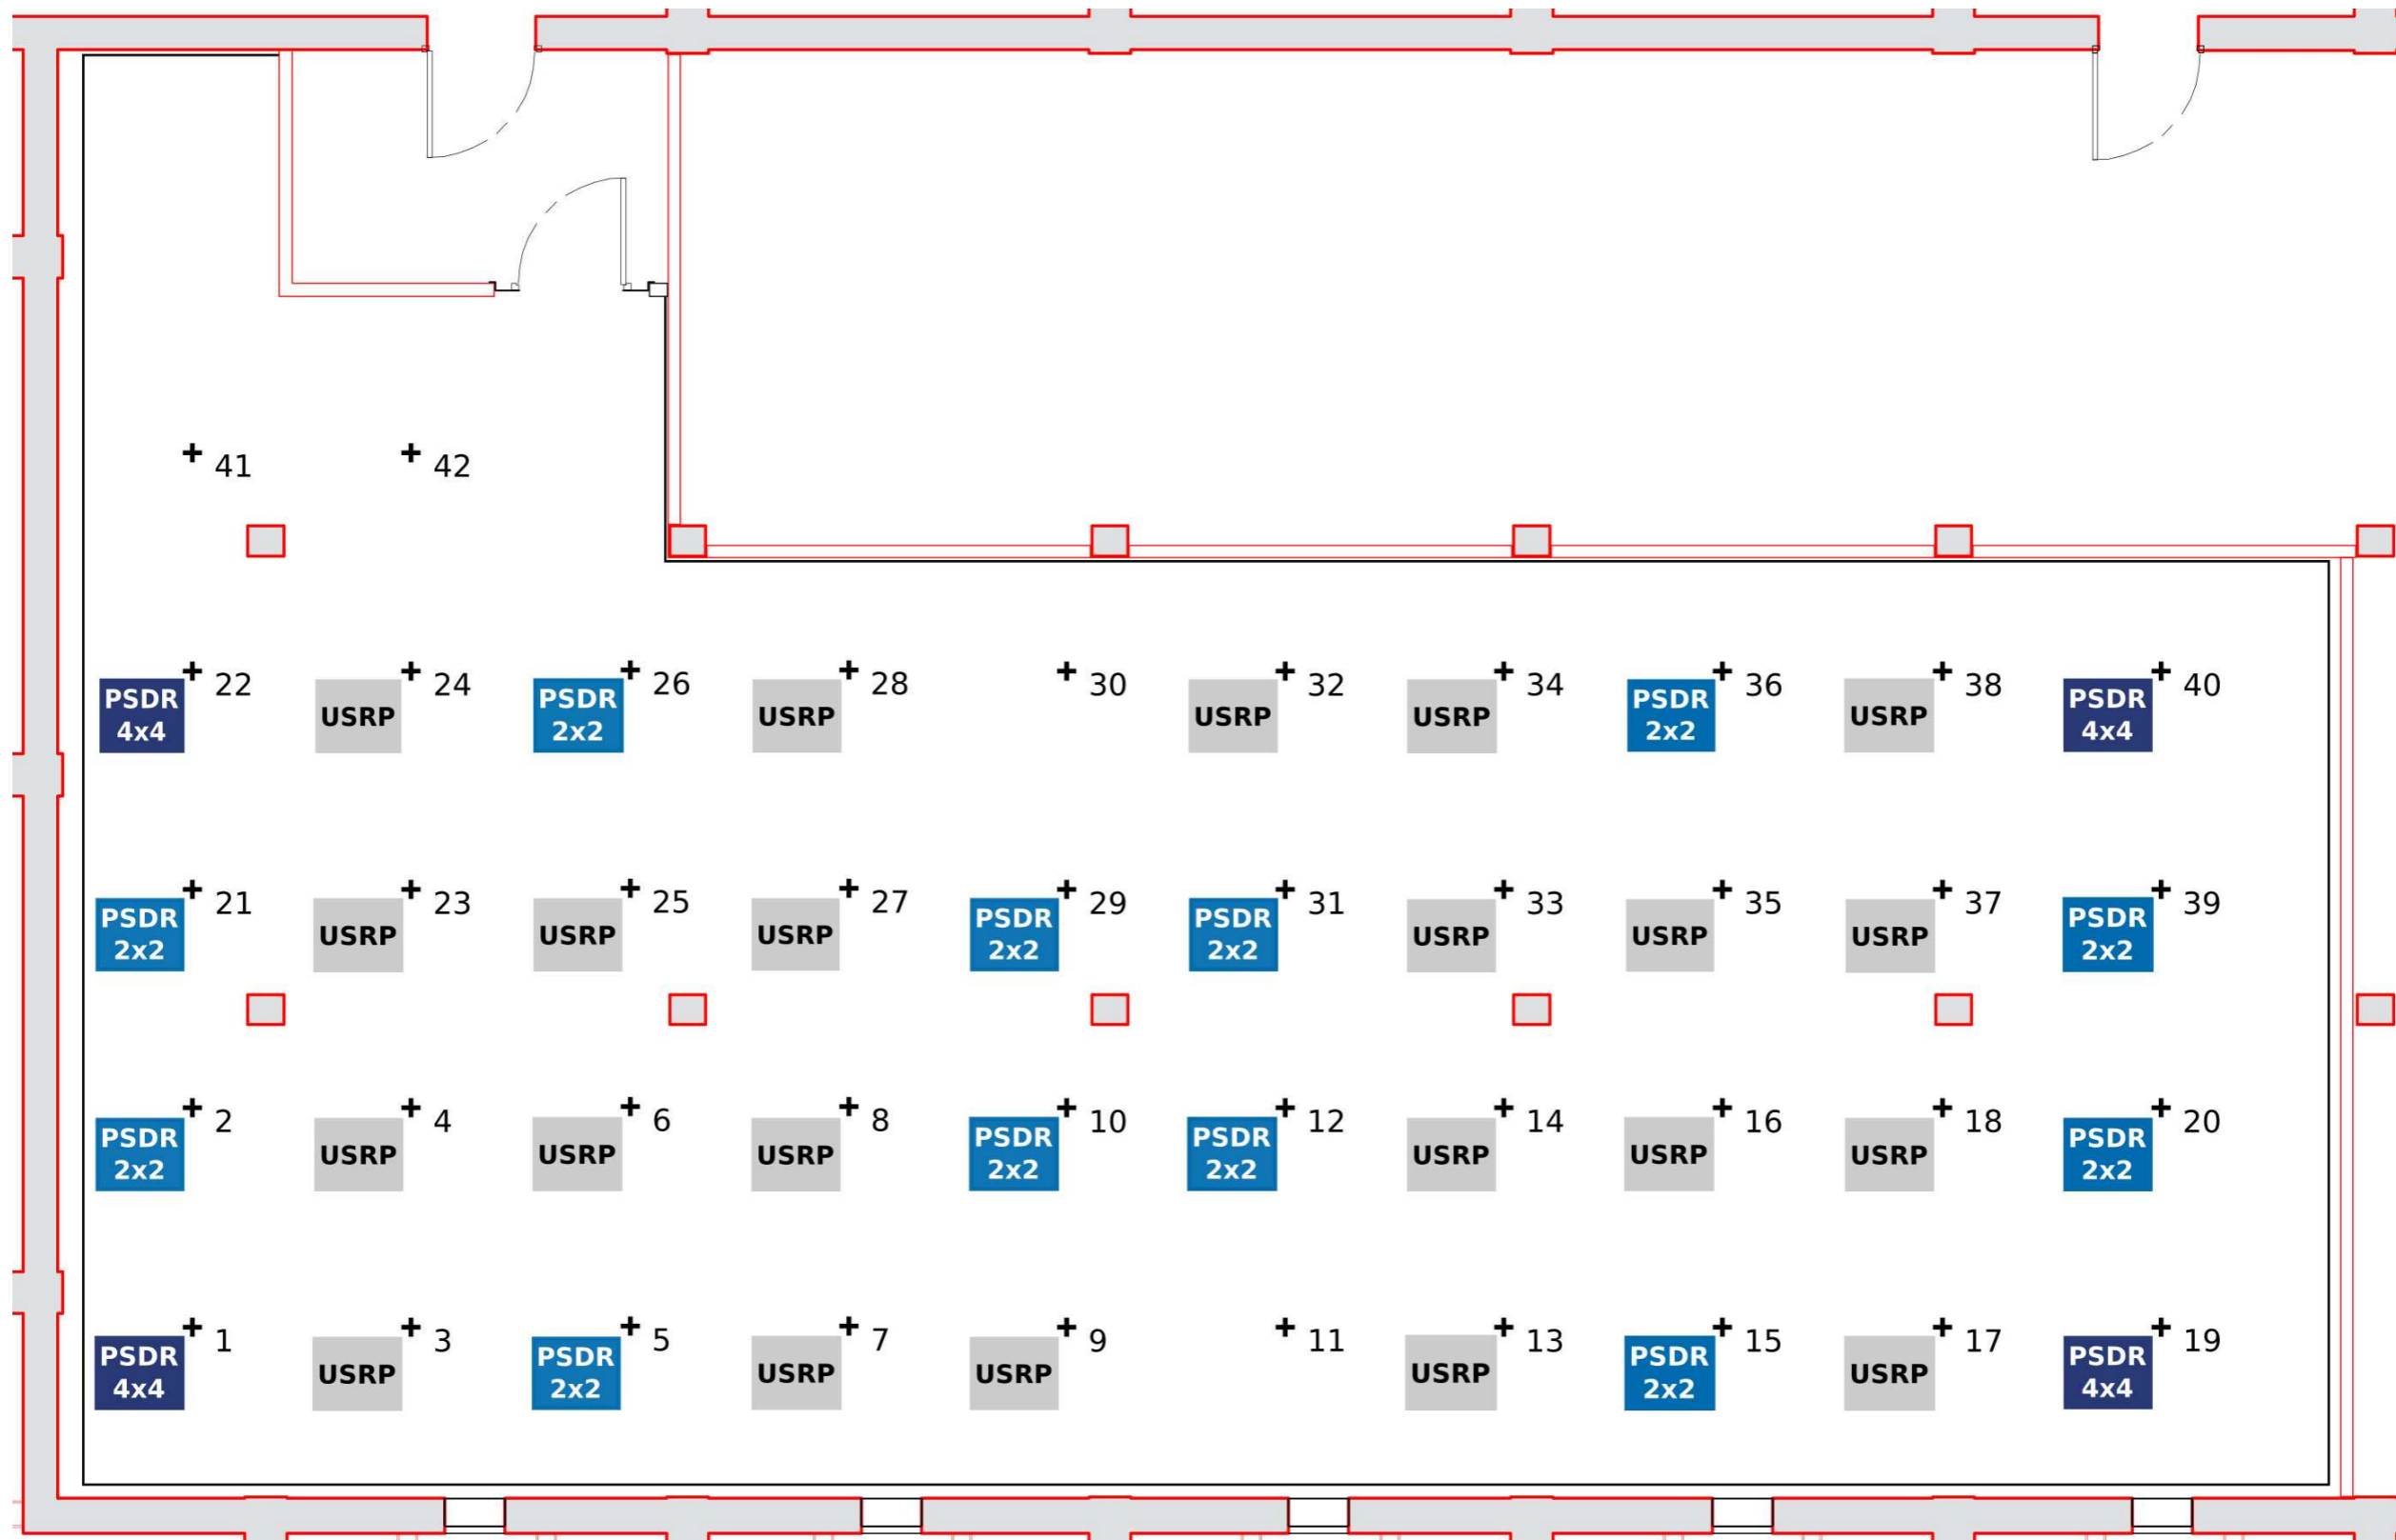 41 42
22 24 26 28 30 32 34 36 38 40
PSDR PSDR PSDR PSDR
4x4 USRP 2x2 USRP USRP USRP 2x2 USRP 4x4
21 23 25 27 29 31 33 35 37 39
PSDR PSDR PSDR PSDR
2x2 USRP USRP USRP 2x2 2x2 USRP USRP USRP 2x2
2 4 6 8 10 12 14 16 18 20
PSDR PSDR PSDR PSDR
2x2 USRP USRP USRP 2x2 2x2 USRP USRP USRP 2x2
1 3 5 7 9 11 13 15 17 19
PSDR PSDR PSDR PSDR
4x4 USRP 2x2 USRP USRP USRP 2x2 USRP 4x4